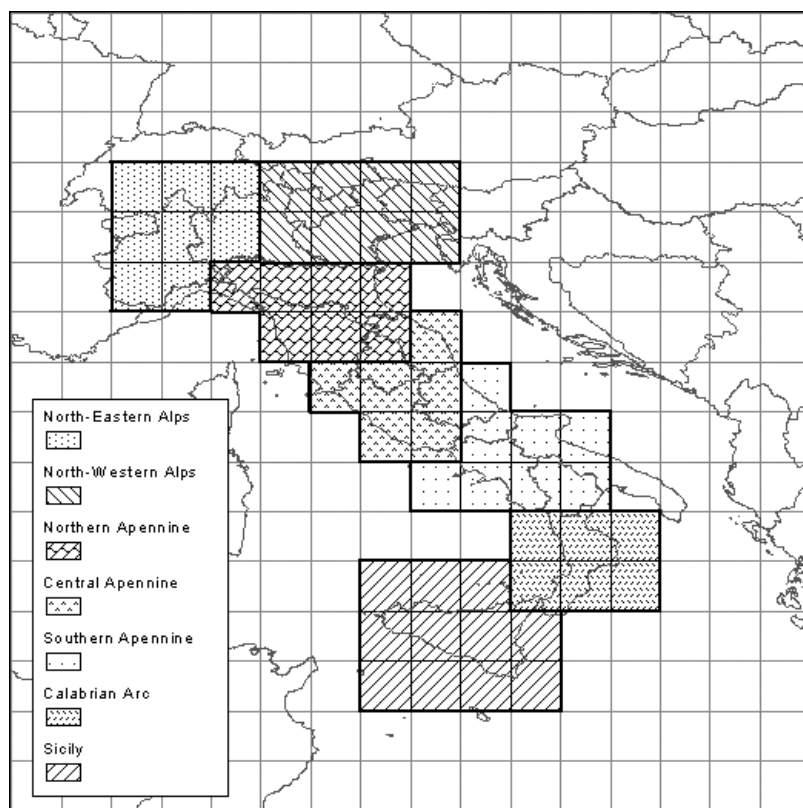 North-Eastern Alps
North-Western Alps
Northern Apennine
Central Apennine
Southern Apennine
Calabrian Arc
Sicily